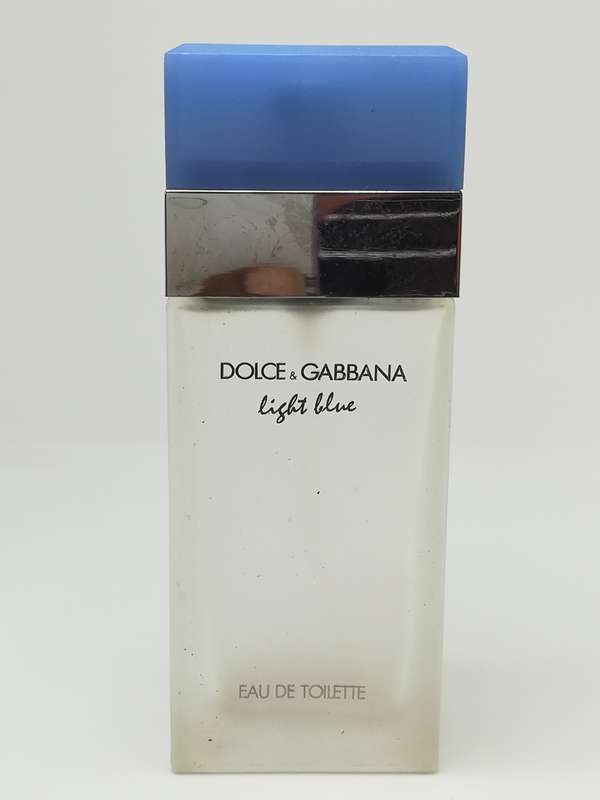 DOLCE & GABBANA
light blue
EAU DE TOILETTE